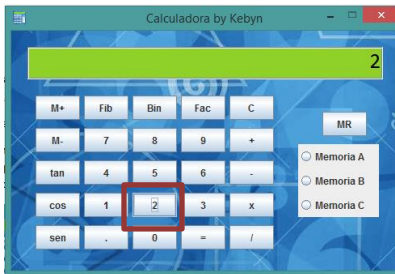 Calculadora by Kebyn
2
M+ Fib Bin Fac C
MR
M- 7 8 9 +
Memoria A
tan 4 5 6 -
Memoria B
cos 1 2 3 x
Memoria C
sen . 0 = /